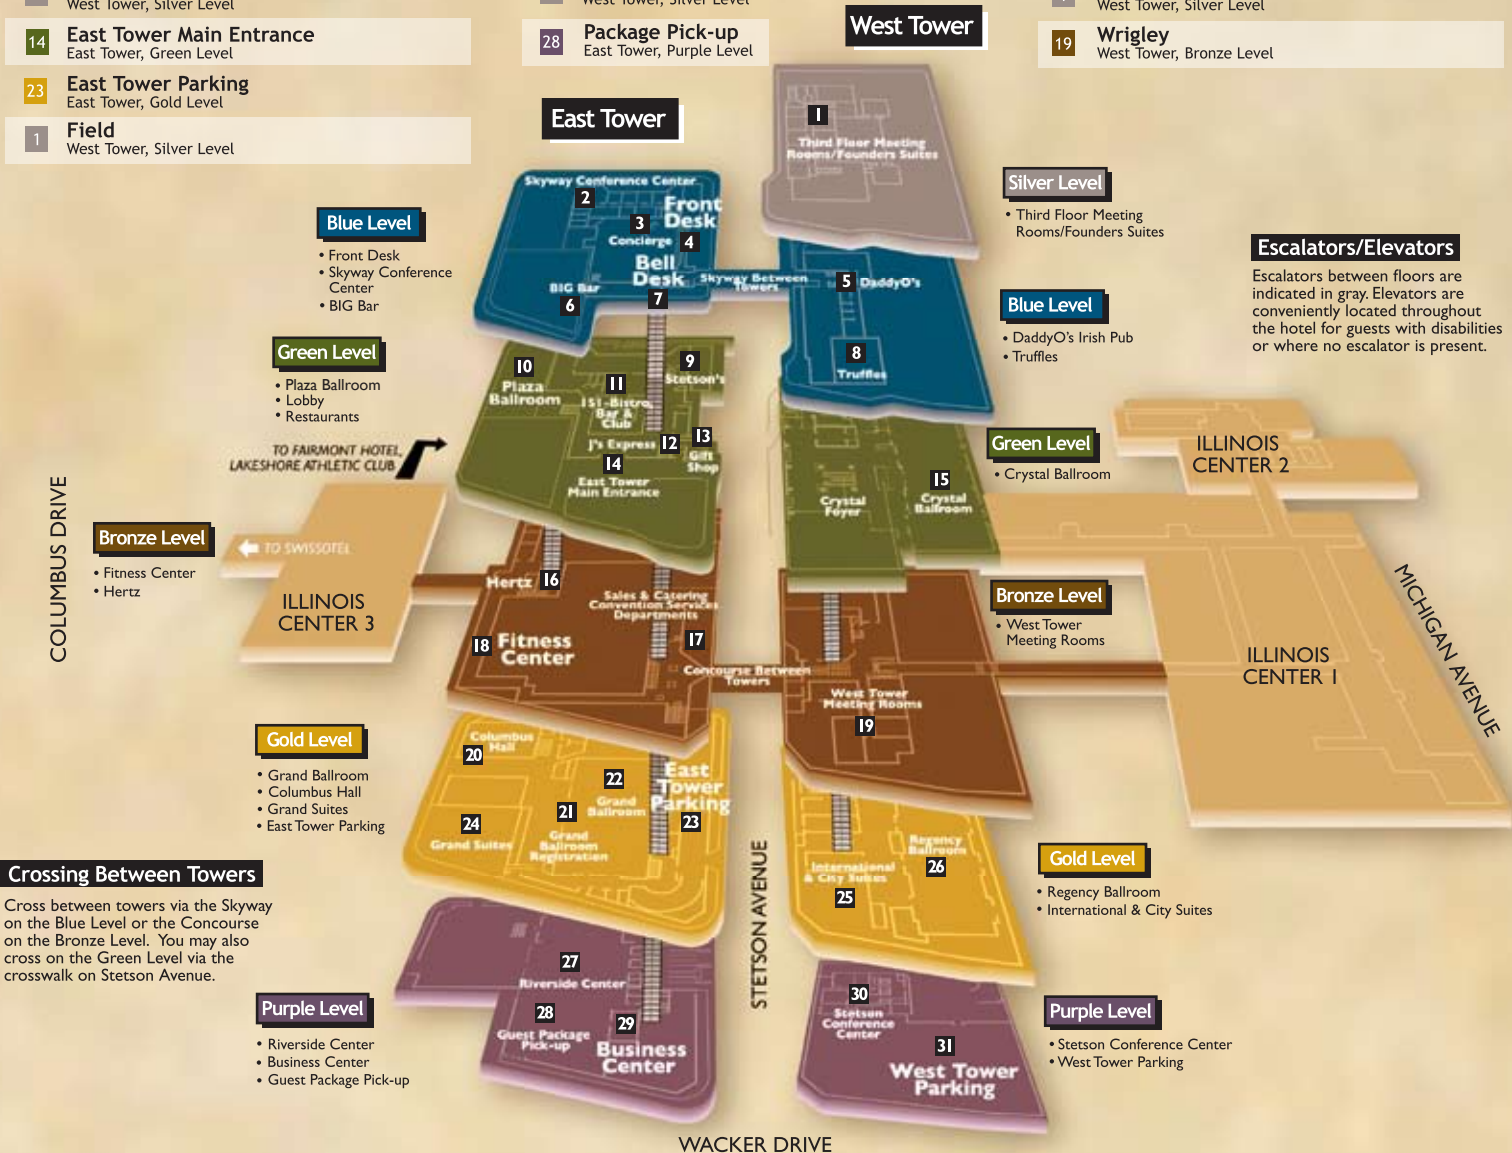 West Tower, Silver Level
14 East Tower Main Entrance
East Tower, Green Level
23 East Tower Parking
East Tower, Gold Level
1 Field
West Tower, Silver Level
West Tower, Silver Level
28 Package Pick-up
East Tower, Purple Level
West Tower, Silver Level
19 Wrigley
West Tower, Bronze Level
West Tower
East Tower
1
Third Floor Meeting
Rooms/Founders Suites
Silver Level
• Third Floor Meeting
Rooms/Founders Suites
Escalators/Elevators
Escalators between floors are
indicated in gray. Elevators are
conveniently located throughout
the hotel for guests with disabilities
or where no escalator is present.
Blue Level
• Front Desk
• Skyway Conference
Center
• BIG Bar
Skyway Conference Center
2
Front
Desk
3
Concierge
4
Bell
Desk
BIG Bar
6
7
Skyway Between
Towers
5 DaddyO's
8
Truffles
Blue Level
• DaddyO's Irish Pub
• Truffles
Green Level
• Plaza Ballroom
• Lobby
• Restaurants
10
Plaza
Ballroom
9
Stetson's
11
151-Bistro,
Bar &
Club
J's Express 12
13
Gift
Shop
14
East Tower
Main Entrance
Crystal
Foyer
15
Crystal
Ballroom
Green Level
• Crystal Ballroom
TO FAIRMONT HOTEL,
LAKESHORE ATHLETIC CLUB
ILLINOIS
CENTER 2
COLUMBUS DRIVE
Bronze Level
• Fitness Center
• Hertz
TO SWISSOTEL
ILLINOIS
CENTER 3
Hertz 16
Sales & Catering
Convention Services
Departments
17
18 Fitness
Center
Concourse Between
Towers
West Tower
Meeting Rooms
19
Bronze Level
• West Tower
Meeting Rooms
ILLINOIS
CENTER 1
MICHIGAN AVENUE
Gold Level
• Grand Ballroom
• Columbus Hall
• Grand Suites
• East Tower Parking
Columbus
Hall
20
22
Grand
Ballroom
East
Tower
Parking
23
21
Grand
Ballroom
Registration
24
Grand Suites
STETSON AVENUE
International
& City Suites
25
Regency
Ballroom
26
Gold Level
• Regency Ballroom
• International & City Suites
Crossing Between Towers
Cross between towers via the Skyway
on the Blue Level or the Concourse
on the Bronze Level. You may also
cross on the Green Level via the
crosswalk on Stetson Avenue.
Purple Level
• Riverside Center
• Business Center
• Guest Package Pick-up
27
Riverside Center
28
Guest Package
Pick-up
29
Business
Center
30
Stetson
Conference
Center
31
West Tower
Parking
Purple Level
• Stetson Conference Center
• West Tower Parking
WACKER DRIVE